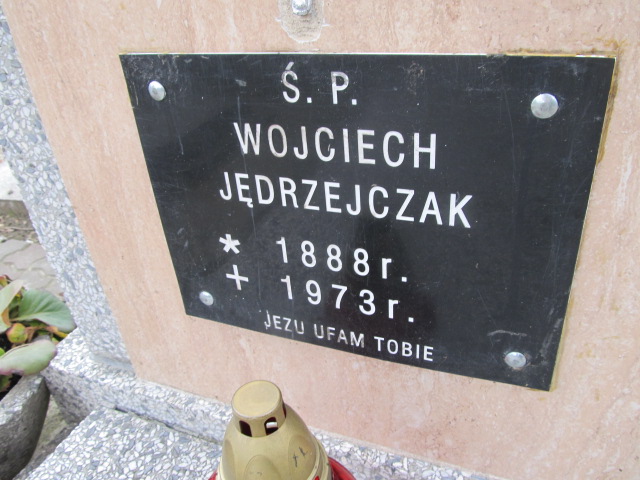 Ś. P.
WOJCIECH
JĘDRZEJCZAK
* 1888r.
+ 1973r.
JEZU UFAM TOBIE